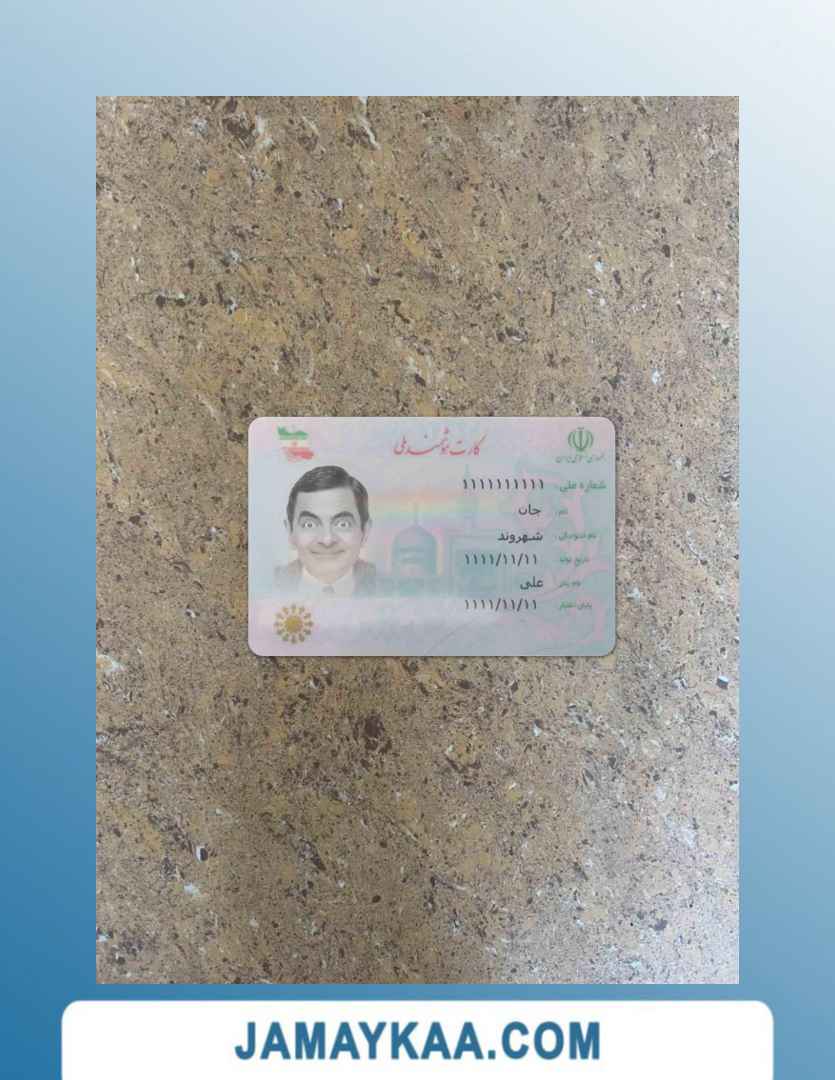 کارت هوشمند ملی
جمهوری اسلامی ایران
شماره ملی: ۱۱۱۱۱۱۱۱۱۱
نام: جان
نام خانوادگی: شهروند
تاریخ تولد: ۱۱۱۱/۱۱/۱۱
نام پدر: علی
پایان اعتبار: ۱۱۱۱/۱۱/۱۱
JAMAYKAA.COM